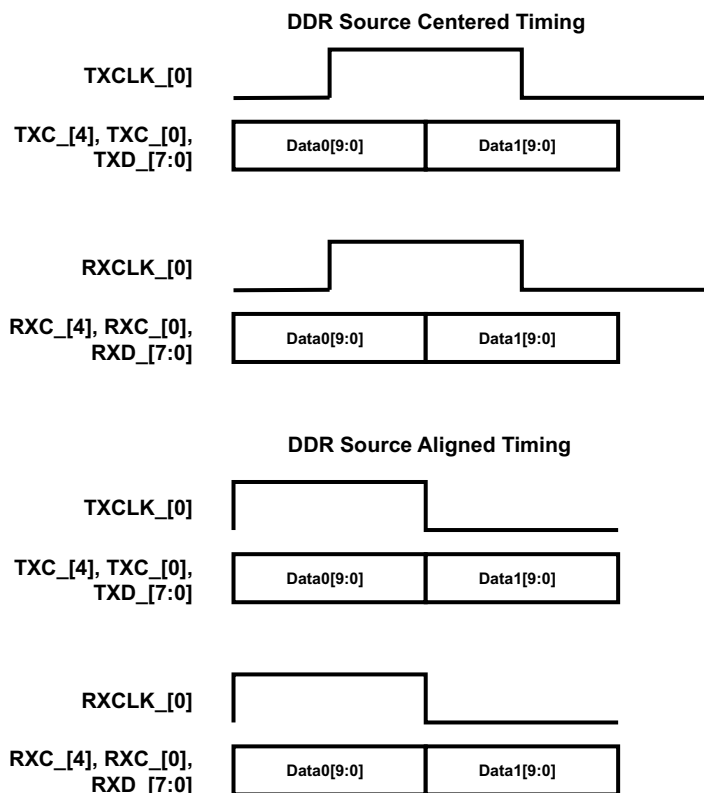 DDR Source Centered Timing
TXCLK_[0]
TXC_[4], TXC_[0],
TXD_[7:0]
Data0[9:0] Data1[9:0]
RXCLK_[0]
RXC_[4], RXC_[0],
RXD_[7:0]
Data0[9:0] Data1[9:0]
DDR Source Aligned Timing
TXCLK_[0]
TXC_[4], TXC_[0],
TXD_[7:0]
Data0[9:0] Data1[9:0]
RXCLK_[0]
RXC_[4], RXC_[0],
RXD_[7:0]
Data0[9:0] Data1[9:0]